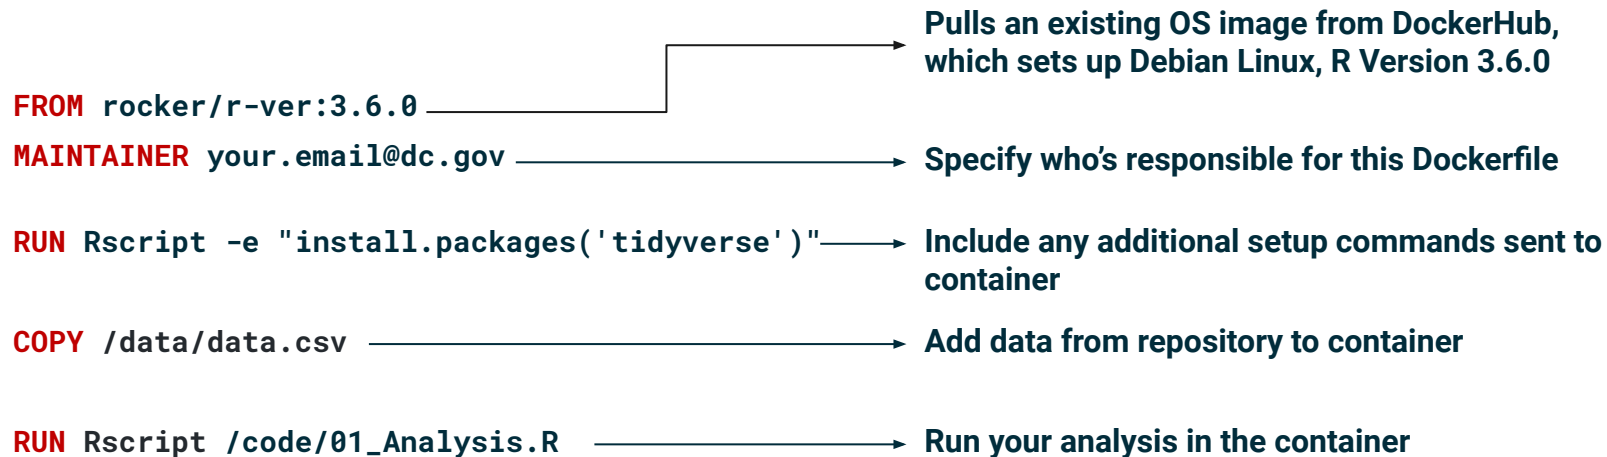 Pulls an existing OS image from DockerHub,
which sets up Debian Linux, R Version 3.6.0
FROM rocker/r-ver:3.6.0
MAINTAINER your.email@dc.gov
Specify who’s responsible for this Dockerfile
RUN Rscript -e "install.packages('tidyverse')"
Include any additional setup commands sent to
container
COPY /data/data.csv
Add data from repository to container
RUN Rscript /code/01_Analysis.R
Run your analysis in the container